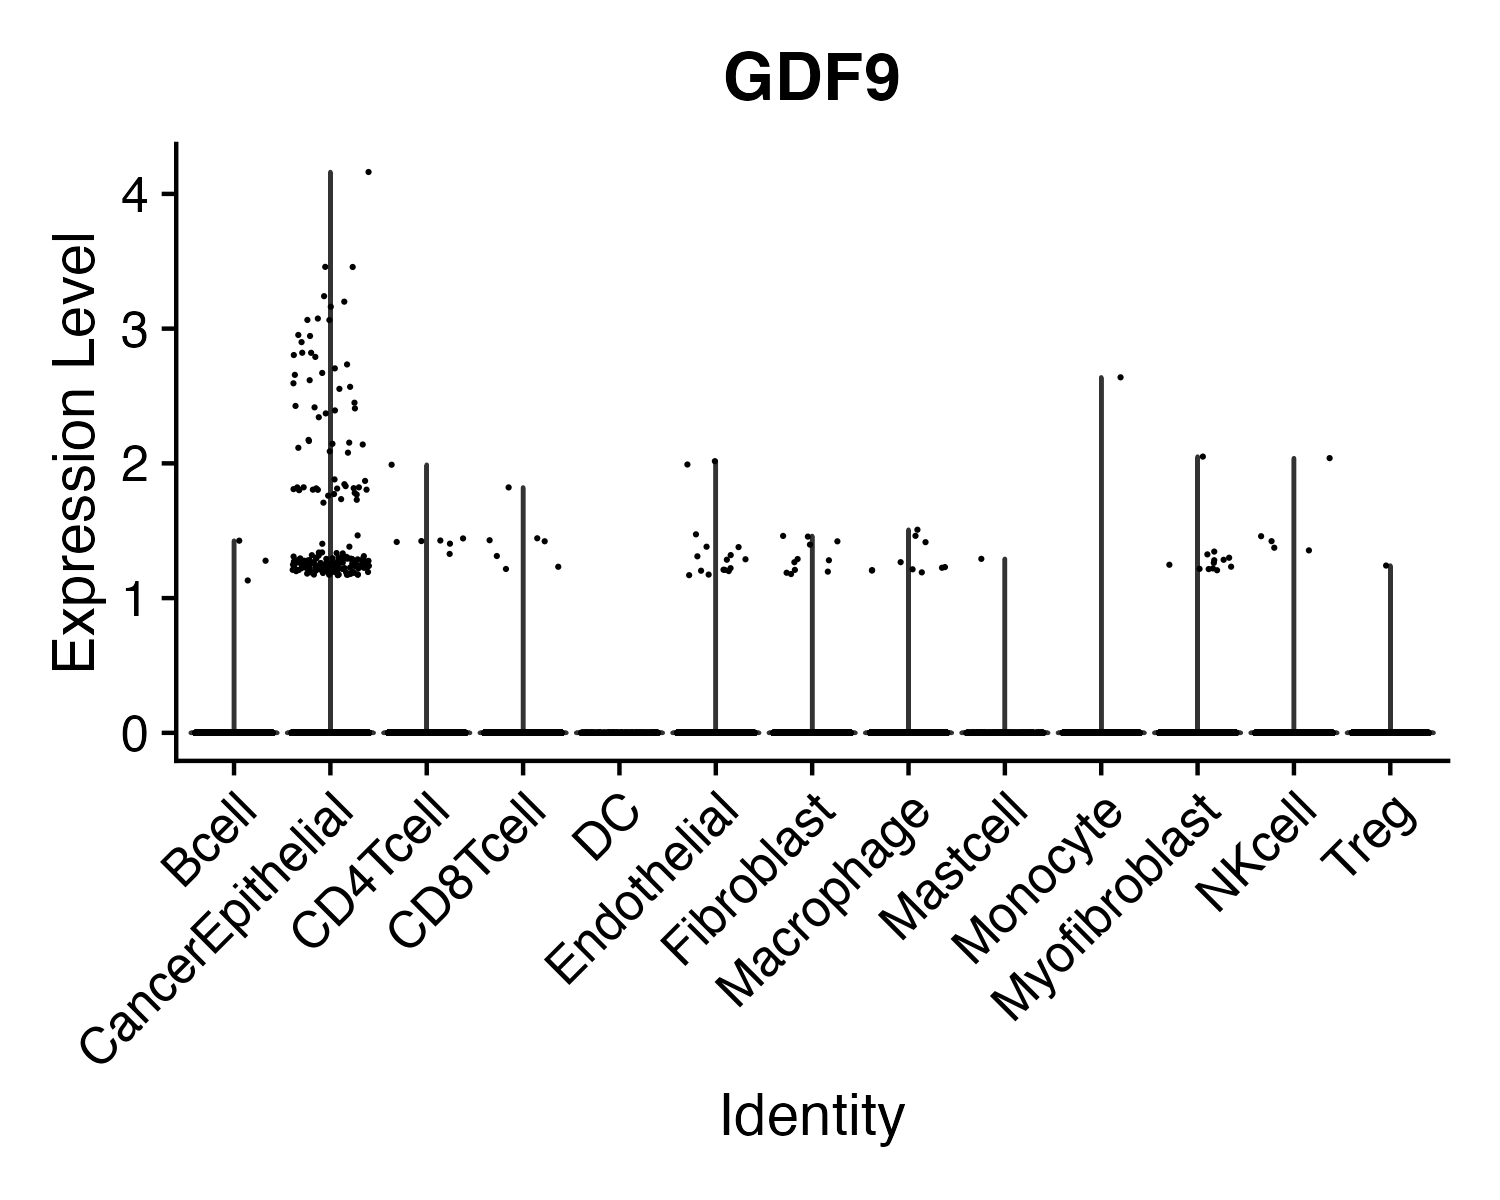 GDF9
Expression Level
4
3
2
1
0
Bcell
CancerEpithelial
CD4Tcell
CD8Tcell
DC
Endothelial
Fibroblast
Macrophage
Mastcell
Monocyte
Myofibroblast
NKcell
Treg
Identity